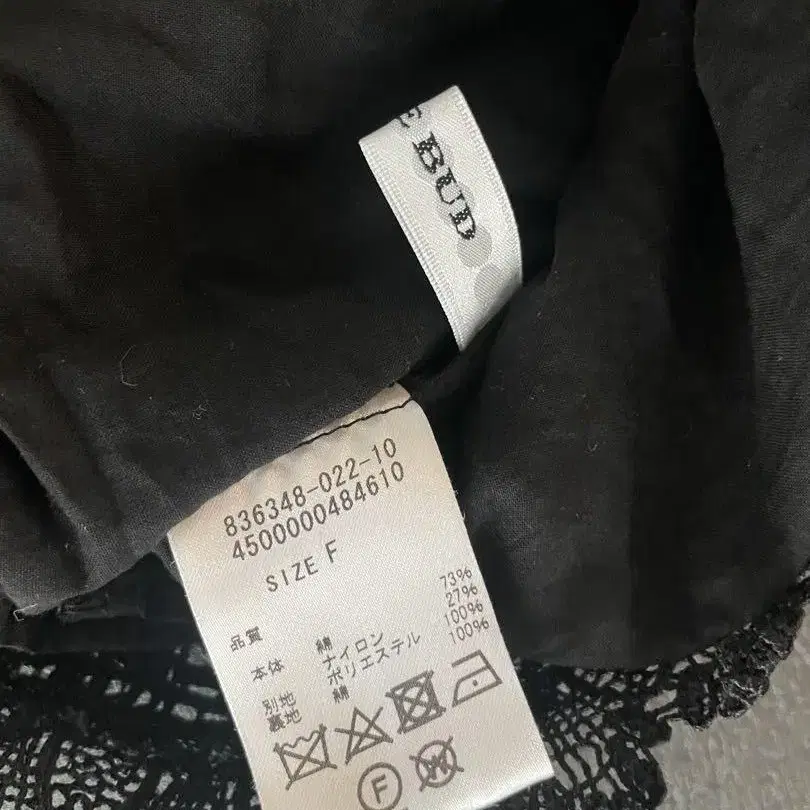 E BUD
836348-022-10
4500000484610
SIZE F
品質
本体 綿 73%
ナイロン 27%
別地 ポリエステル 100%
裏地 綿 100%
F
W